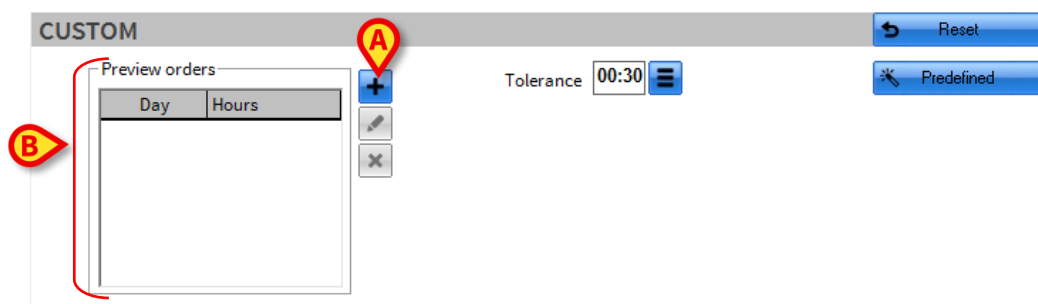 CUSTOM
Reset
A
Preview orders
Tolerance 00:30
Predefined
Day Hours
B